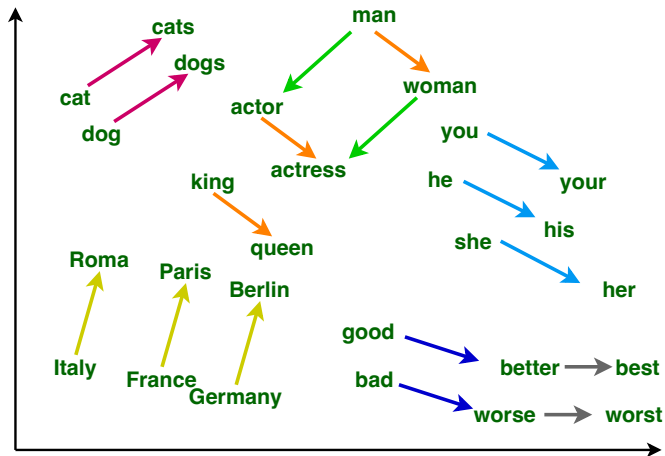 man
cats
dogs
woman
cat
actor
dog
you
actress
king
he
your
his
queen
she
Roma
Paris
Berlin
her
good
Italy
better
best
France
bad
Germany
worse
worst